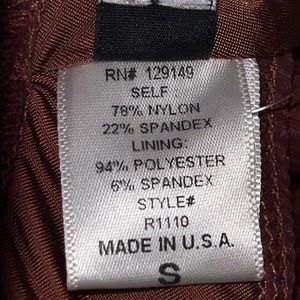 RN# 129149
SELF:
78% NYLON
22% SPANDEX
LINING:
94% POLYESTER
6% SPANDEX
STYLE#
R1110
MADE IN U.S.A.
S